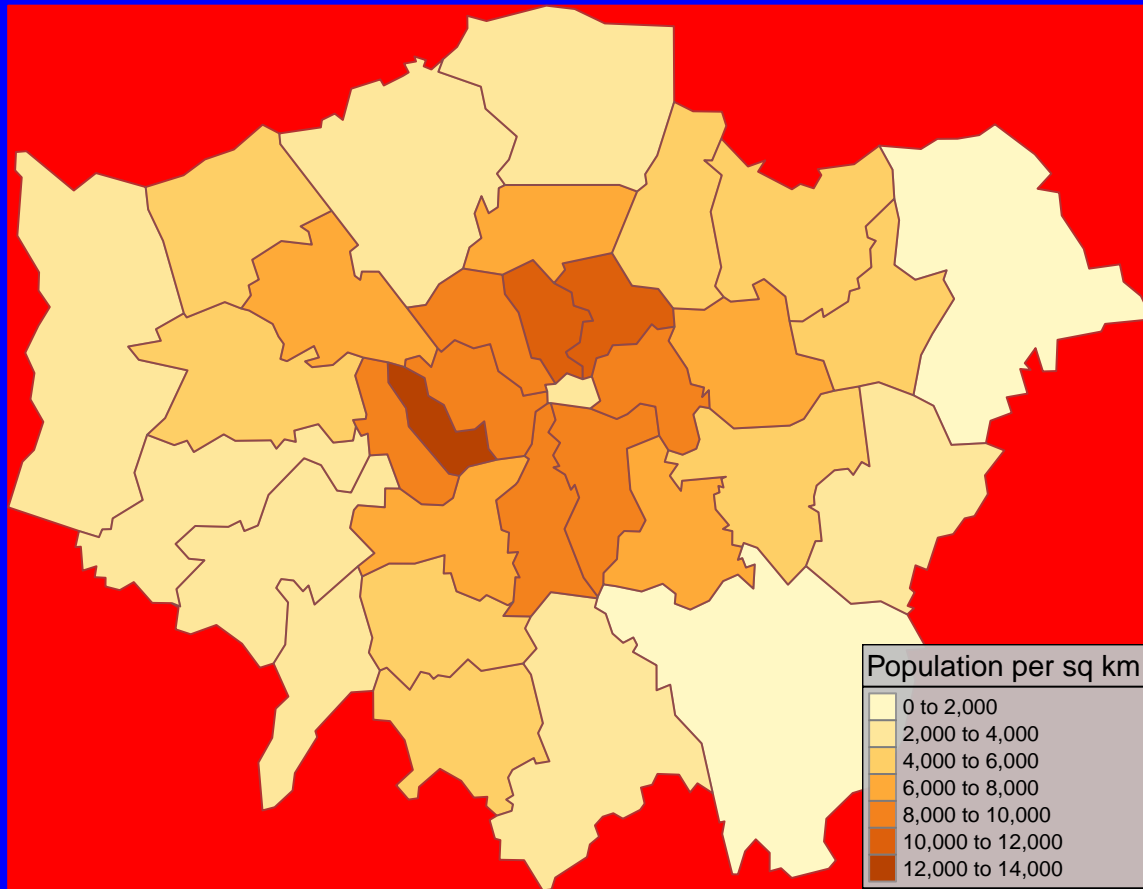 Population per sq km
0 to 2,000
2,000 to 4,000
4,000 to 6,000
6,000 to 8,000
8,000 to 10,000
10,000 to 12,000
12,000 to 14,000